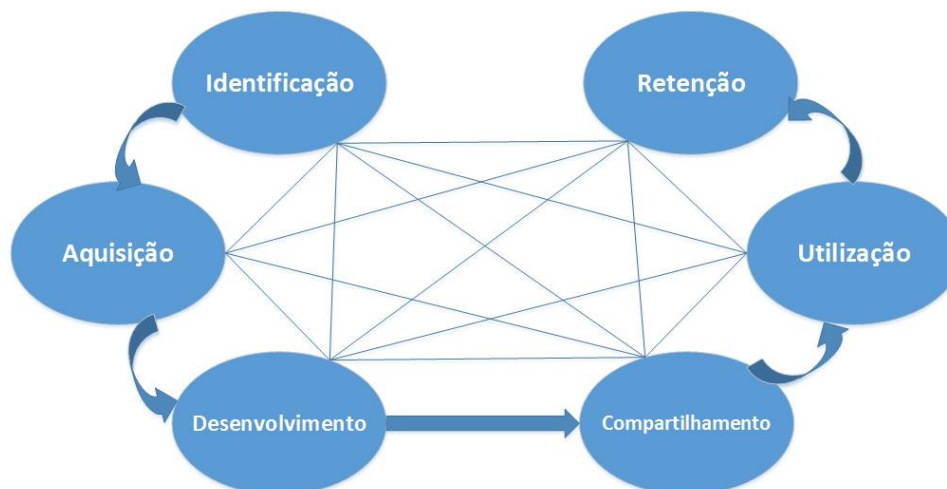 Identificação
Retenção
Aquisição
Utilização
Desenvolvimento
Compartilhamento